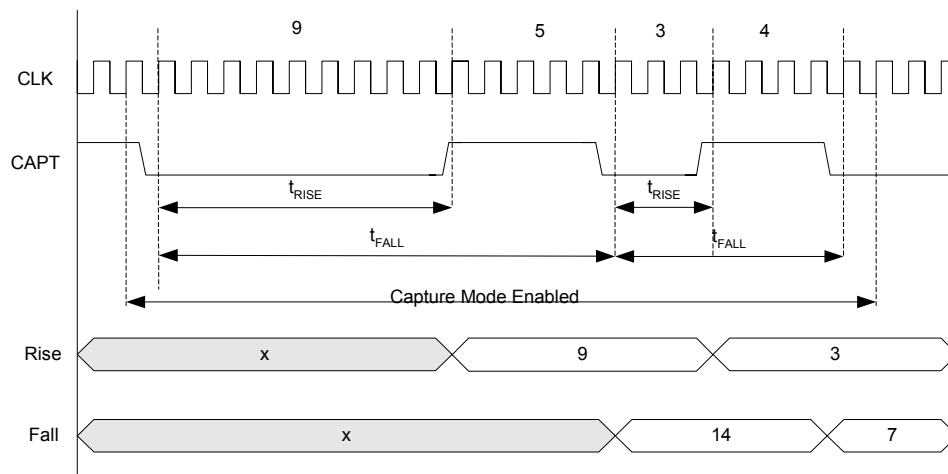 9 5 3 4
CLK
CAPT
tRISE tRISE
tFALL tFALL
Capture Mode Enabled
Rise x 9 3
Fall x 14 7